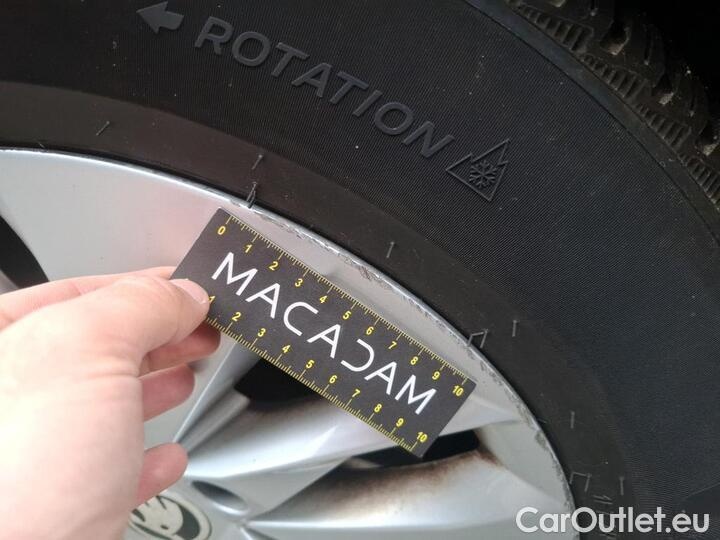 ROTATION
0 1 2 3 4 5 6 7 8 9 10
MACADAM
1 2 3 4 5 6 7 8 9 10
CarOutlet.eu